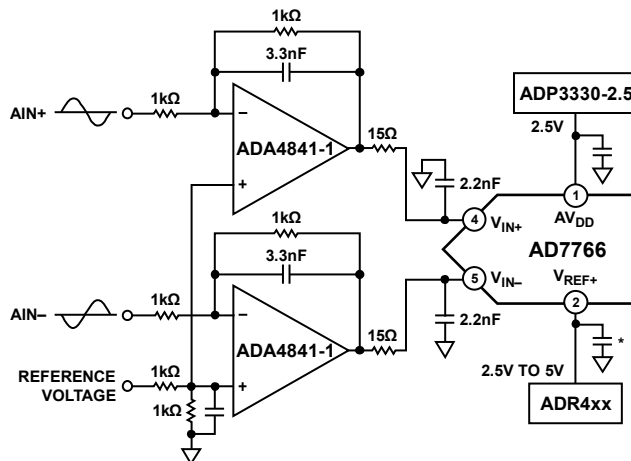 1kΩ
3.3nF
1kΩ
AIN+
−
ADA4841-1
+
15Ω
2.2nF
ADP3330-2.5
2.5V
1
AVDD
4
VIN+
AD7766
5
VIN−
VREF+
2
1kΩ
3.3nF
1kΩ
AIN−
−
ADA4841-1
+
15Ω
2.2nF
*
2.5V TO 5V
ADR4xx
REFERENCE
VOLTAGE
1kΩ
1kΩ